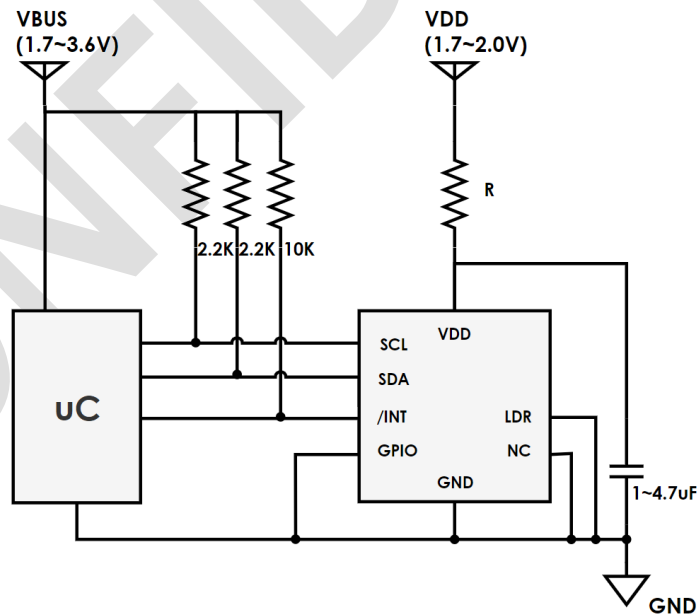 VBUS
(1.7~3.6V)
VDD
(1.7~2.0V)
R
2.2K
2.2K
10K
uC
SCL
SDA
/INT
GPIO
VDD
LDR
NC
GND
1~4.7uF
GND